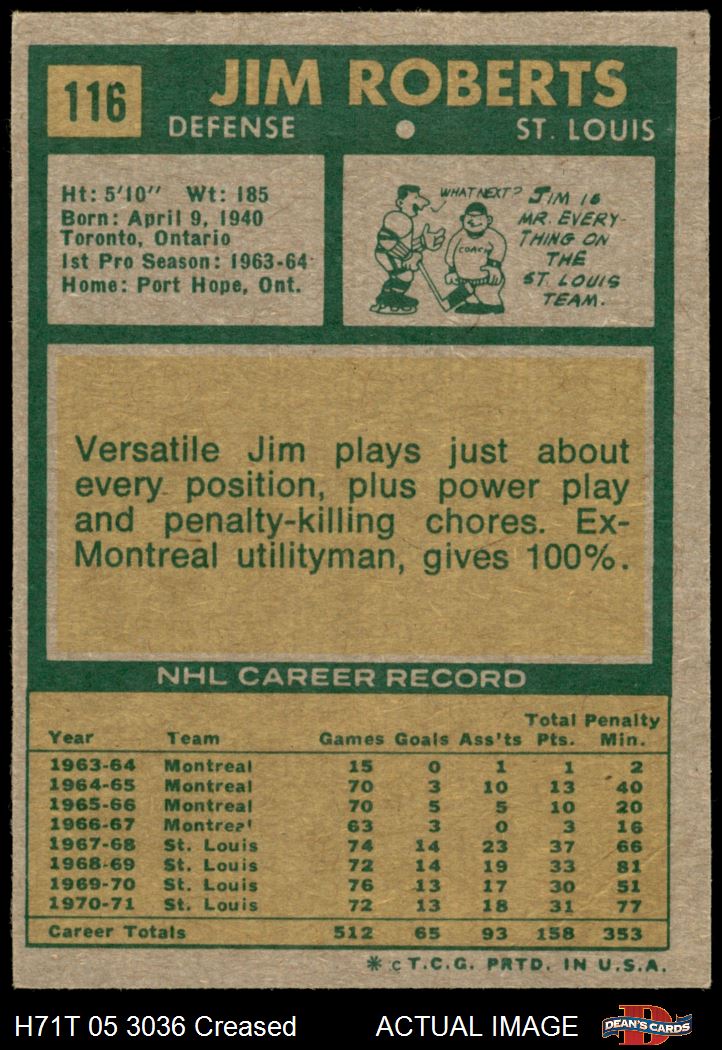 116
JIM ROBERTS
DEFENSE
ST. LOUIS
Ht: 5'10" Wt: 185
Born: April 9, 1940
Toronto, Ontario
1st Pro Season: 1963-64
Home: Port Hope, Ont.
WHAT NEXT?
COACH
JIM IS
MR. EVERY-
THING ON
THE
ST. LOUIS
TEAM.
Versatile Jim plays just about
every position, plus power play
and penalty-killing chores. Ex-
Montreal utilityman, gives 100%.
NHL CAREER RECORD
Year Team Games Goals Ass'ts Total Pts. Penalty Min.
1963-64 Montreal 15 0 1 1 2
1964-65 Montreal 70 3 10 13 40
1965-66 Montreal 70 5 5 10 20
1966-67 Montreal 63 3 0 3 16
1967-68 St. Louis 74 14 23 37 66
1968-69 St. Louis 72 14 19 33 81
1969-70 St. Louis 76 13 17 30 51
1970-71 St. Louis 72 13 18 31 77
Career Totals 512 65 93 158 353
* c T.C.G. PRTD. IN U.S.A.
H71T 05 3036 Creased
ACTUAL IMAGE
D
DEAN'S CARDS